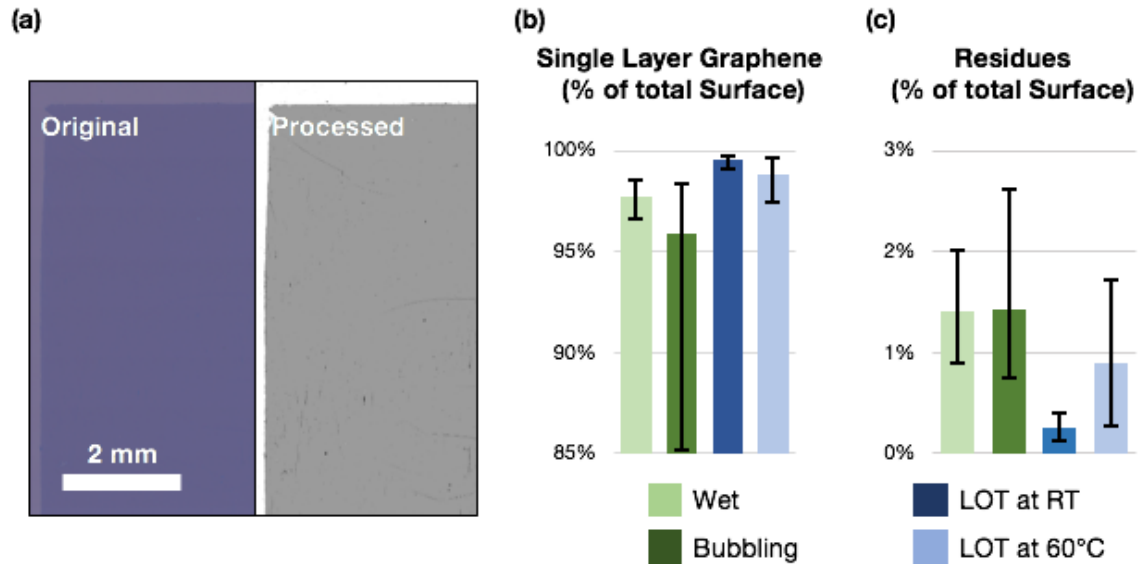 (a)
Original
Processed
2 mm
(b)
Single Layer Graphene
(% of total Surface)
100%
95%
90%
85%
Wet
Bubbling
(c)
Residues
(% of total Surface)
3%
2%
1%
0%
LOT at RT
LOT at 60°C